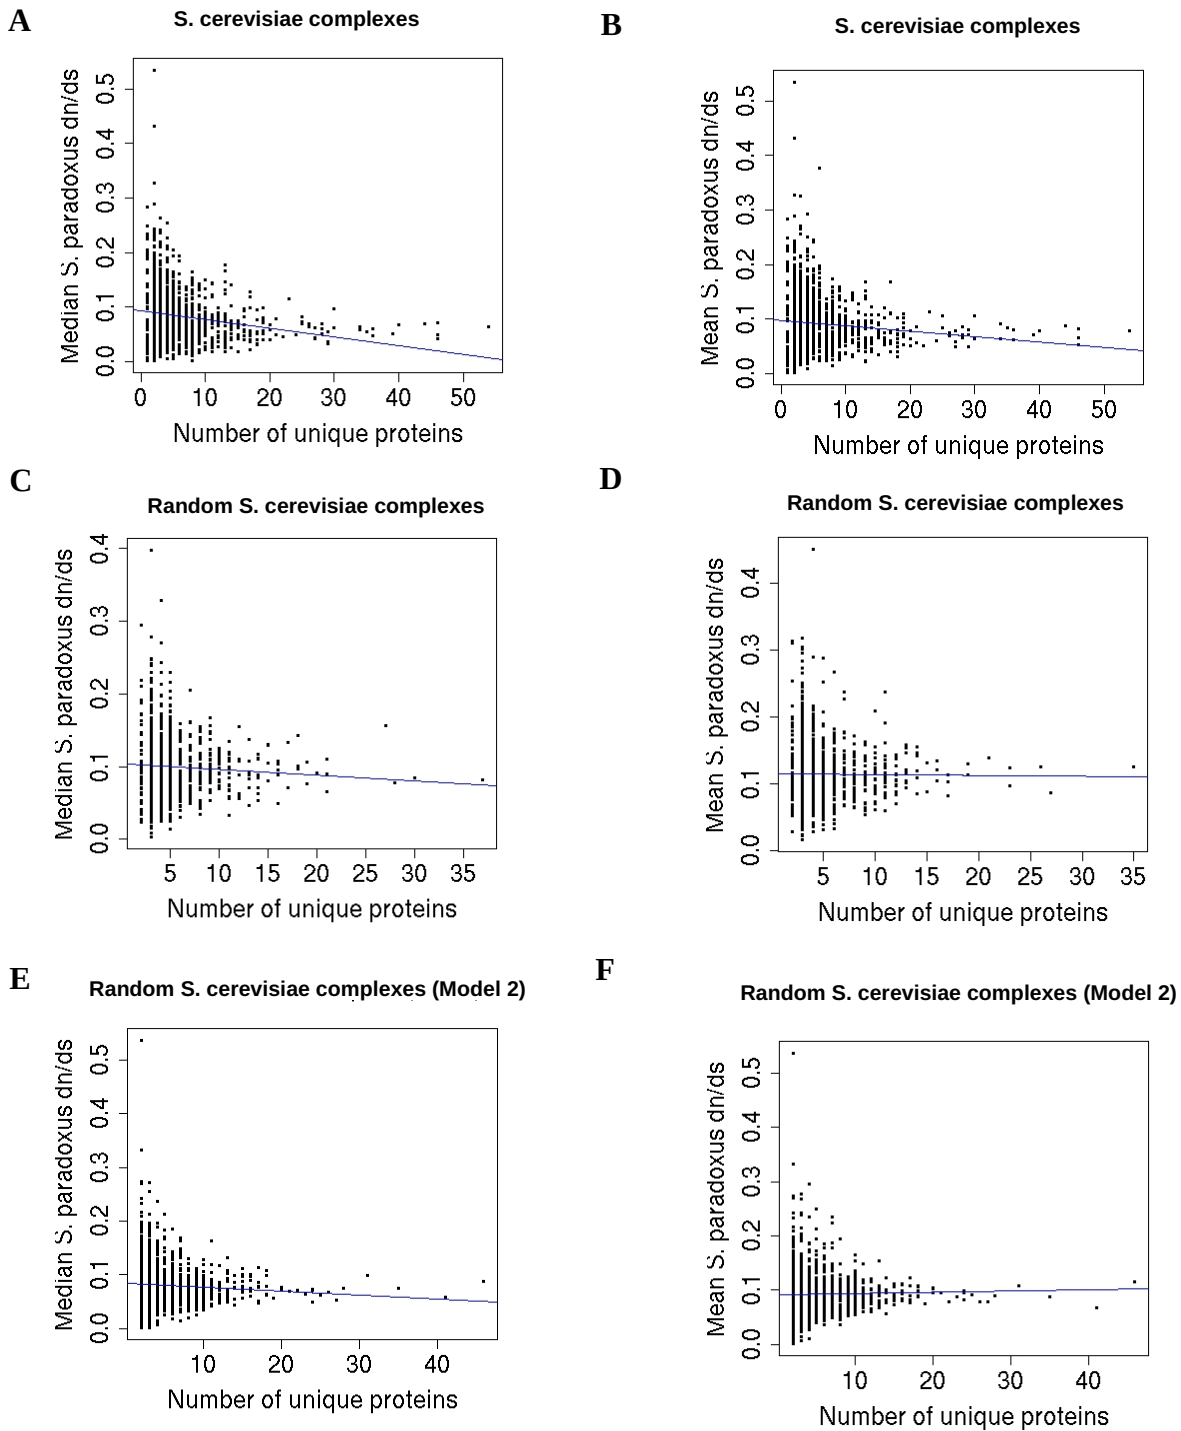 A
S. cerevisiae complexes
Median S. paradoxus dn/ds
0.5
0.4
0.3
0.2
0.1
0.0
0 10 20 30 40 50
Number of unique proteins
B
S. cerevisiae complexes
Mean S. paradoxus dn/ds
0.5
0.4
0.3
0.2
0.1
0.0
0 10 20 30 40 50
Number of unique proteins
C
Random S. cerevisiae complexes
Median S. paradoxus dn/ds
0.4
0.3
0.2
0.1
0.0
5 10 15 20 25 30 35
Number of unique proteins
D
Random S. cerevisiae complexes
Mean S. paradoxus dn/ds
0.4
0.3
0.2
0.1
0.0
5 10 15 20 25 30 35
Number of unique proteins
E
Random S. cerevisiae complexes (Model 2)
Median S. paradoxus dn/ds
0.5
0.4
0.3
0.2
0.1
0.0
10 20 30 40
Number of unique proteins
F
Random S. cerevisiae complexes (Model 2)
Mean S. paradoxus dn/ds
0.5
0.4
0.3
0.2
0.1
0.0
10 20 30 40
Number of unique proteins